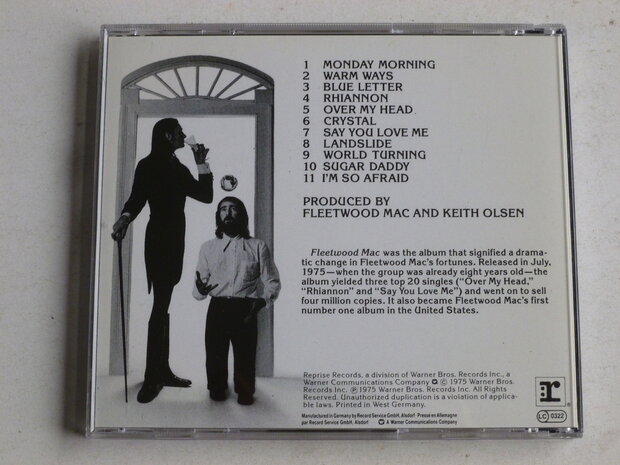 1 MONDAY MORNING
2 WARM WAYS
3 BLUE LETTER
4 RHIANNON
5 OVER MY HEAD
6 CRYSTAL
7 SAY YOU LOVE ME
8 LANDSLIDE
9 WORLD TURNING
10 SUGAR DADDY
11 I'M SO AFRAID
PRODUCED BY
FLEETWOOD MAC AND KEITH OLSEN
Fleetwood Mac was the album that signified a drama-
tic change in Fleetwood Mac's fortunes. Released in July,
1975—when the group was already eight years old—the
album yielded three top 20 singles ("Over My Head,"
"Rhiannon" and "Say You Love Me") and went on to sell
four million copies. It also became Fleetwood Mac's first
number one album in the United States.
Reprise Records, a division of Warner Bros. Records Inc., a
Warner Communications Company © 1975 Warner Bros.
Records Inc. ℗ 1975 Warner Bros. Records Inc. All Rights
Reserved. Unauthorized duplication is a violation of applica-
ble laws. Printed in West Germany.
Manufactured in Germany by Record Service GmbH, Alsdorf Pressé en Allemagne
par Record Service GmbH, Alsdorf A Warner Communications Company
r
LC 0322